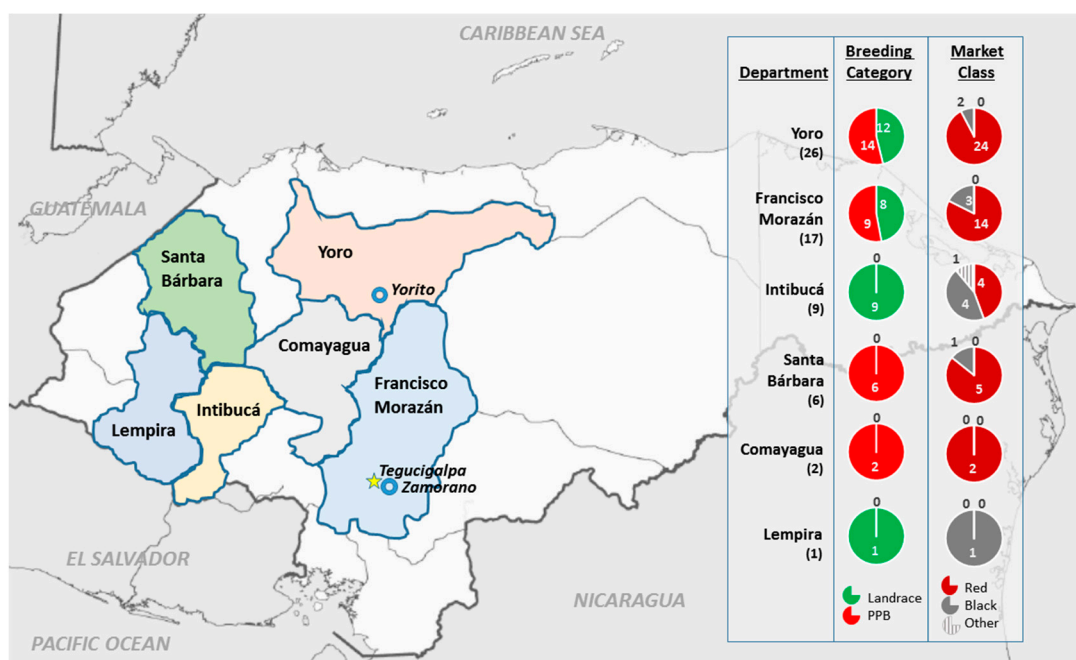 CARIBBEAN SEA
GUATEMALA
Santa
Bárbara
Yoro
Yorito
Comayagua
Francisco
Morazán
Intibucá
Lempira
Tegucigalpa
Zamorano
EL SALVADOR
NICARAGUA
PACIFIC OCEAN
Department
Breeding
Category
Market
Class
Yoro
(26)
12
14
2 0
24
Francisco
Morazán
(17)
8
9
0
3
14
Intibucá
(9)
0
9
1
4
4
Santa
Bárbara
(6)
0
6
1 0
5
Comayagua
(2)
0
2
0 0
2
Lempira
(1)
0
1
0 0
1
Landrace
PPB
Red
Black
Other